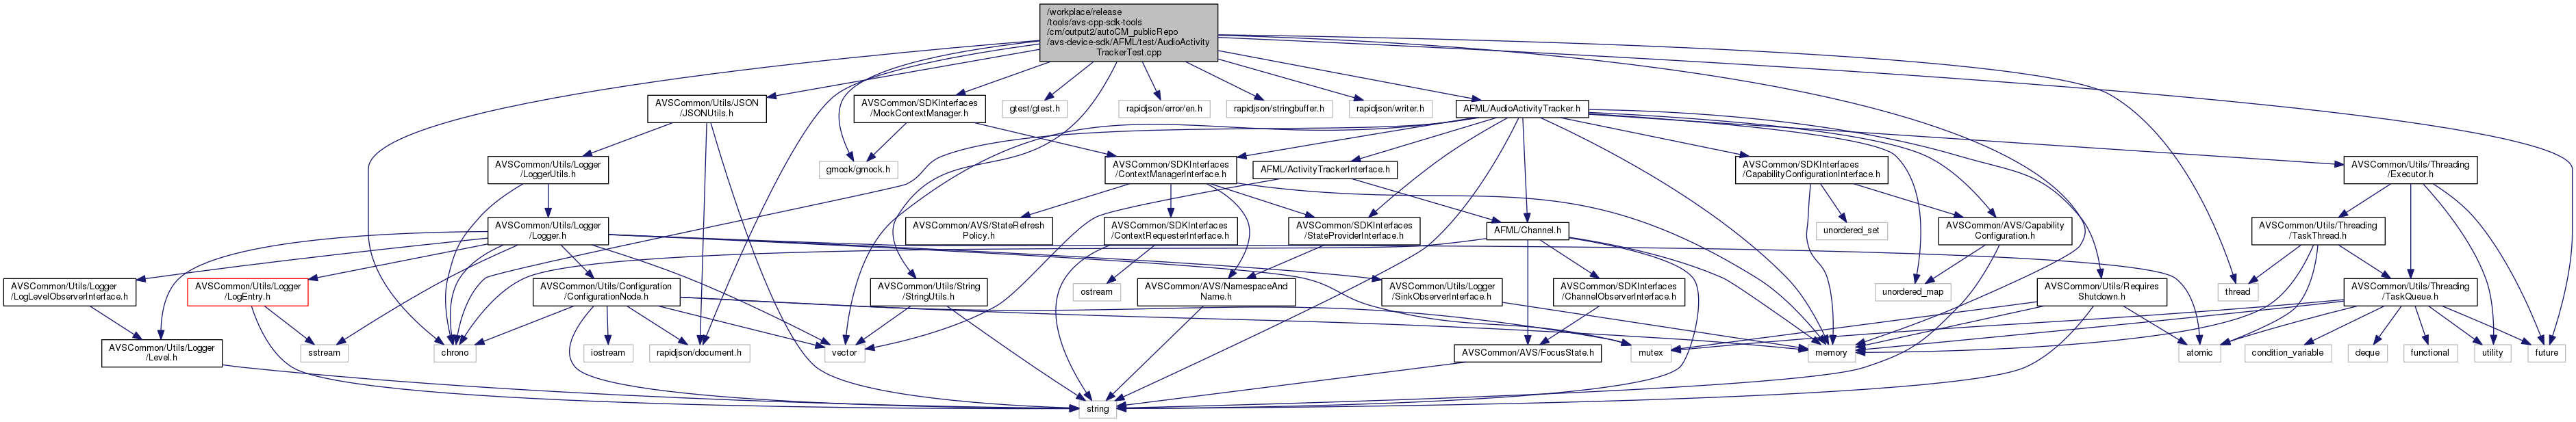 /workplace/release
/tools/avs-cpp-sdk-tools
/cm/output2/autoCM_publicRepo
/avs-device-sdk/AFML/test/AudioActivity
TrackerTest.cpp
AVSCommon/Utils/JSON
/JSONUtils.h
AVSCommon/SDKInterfaces
/MockContextManager.h
gtest/gtest.h
rapidjson/error/en.h
rapidjson/stringbuffer.h
rapidjson/writer.h
AFML/AudioActivityTracker.h
AVSCommon/Utils/Logger
/LoggerUtils.h
gmock/gmock.h
AVSCommon/SDKInterfaces
/ContextManagerInterface.h
AFML/ActivityTrackerInterface.h
AVSCommon/SDKInterfaces
/CapabilityConfigurationInterface.h
AVSCommon/Utils/Threading
/Executor.h
AVSCommon/Utils/Logger
/Logger.h
AVSCommon/AVS/StateRefresh
Policy.h
AVSCommon/SDKInterfaces
/ContextRequesterInterface.h
AVSCommon/SDKInterfaces
/StateProviderInterface.h
AFML/Channel.h
unordered_set
AVSCommon/AVS/Capability
Configuration.h
AVSCommon/Utils/Threading
/TaskThread.h
AVSCommon/Utils/Logger
/LogLevelObserverInterface.h
AVSCommon/Utils/Logger
/LogEntry.h
AVSCommon/Utils/Configuration
/ConfigurationNode.h
AVSCommon/Utils/String
/StringUtils.h
ostream
AVSCommon/AVS/NamespaceAnd
Name.h
AVSCommon/Utils/Logger
/SinkObserverInterface.h
AVSCommon/SDKInterfaces
/ChannelObserverInterface.h
unordered_map
AVSCommon/Utils/Requires
Shutdown.h
thread
AVSCommon/Utils/Threading
/TaskQueue.h
AVSCommon/Utils/Logger
/Level.h
sstream
chrono
iostream
rapidjson/document.h
vector
AVSCommon/AVS/FocusState.h
mutex
memory
atomic
condition_variable
deque
functional
utility
future
string